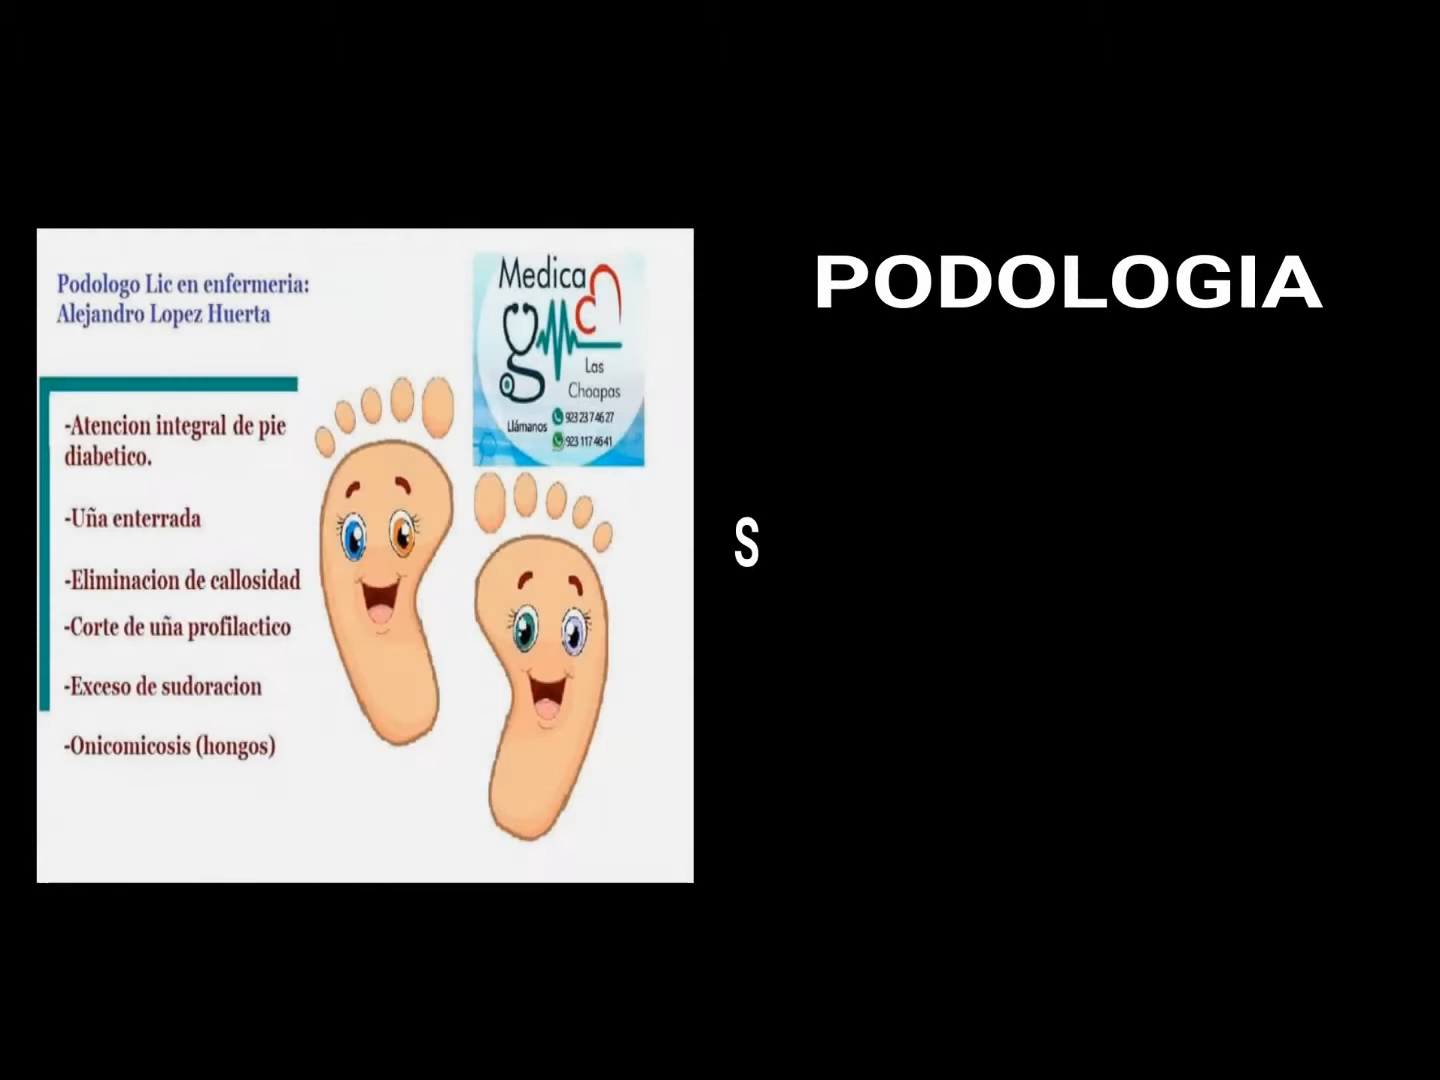 Podologo Lic en enfermeria:
Alejandro Lopez Huerta
-Atencion integral de pie
diabetico.
-Uña enterrada
-Eliminacion de callosidad
-Corte de uña profilactico
-Exceso de sudoracion
-Onicomicosis (hongos)
Medica
Las
Choapas
Llámanos
923 23 7 46 27
923 117 46 41
PODOLOGIA
S